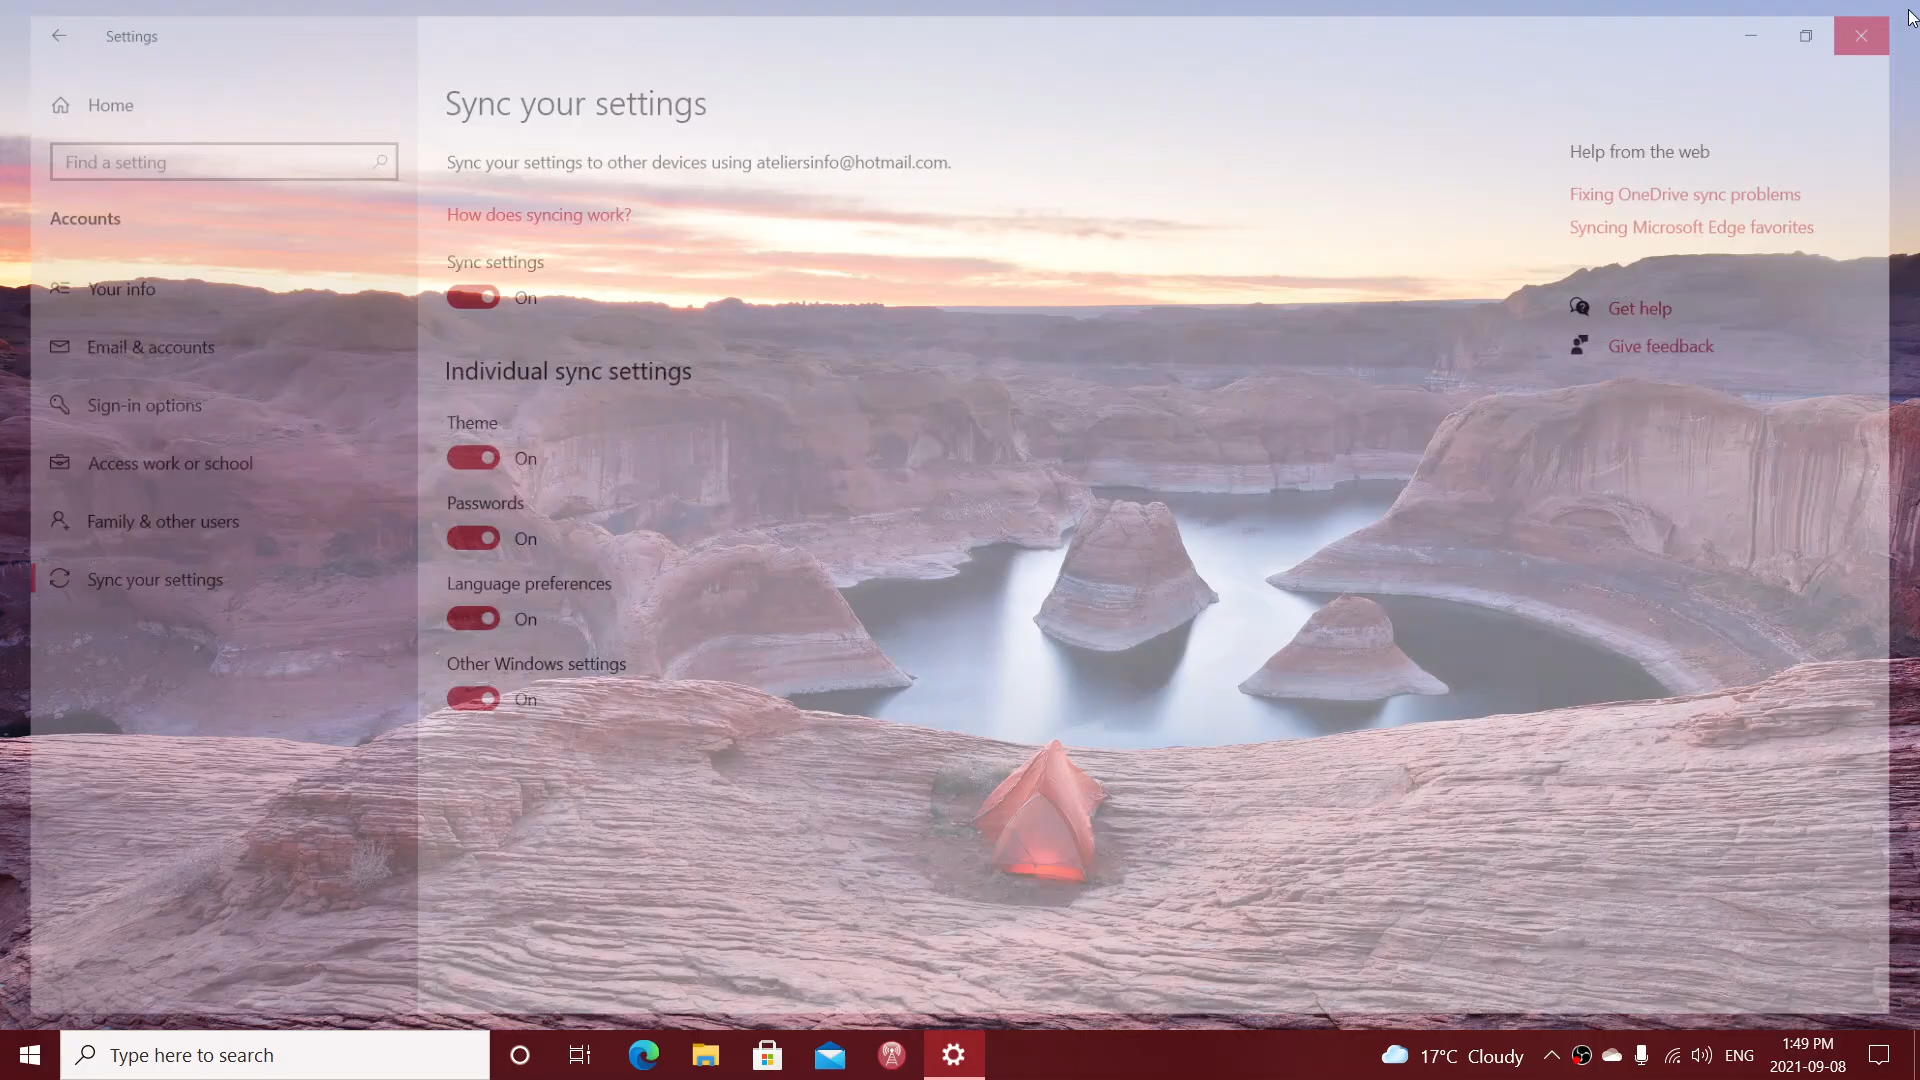 Settings
Home
Find a setting
Accounts
Your info
Email & accounts
Sign-in options
Access work or school
Family & other users
Sync your settings
Sync your settings
Sync your settings to other devices using ateliersinfo@hotmail.com.
How does syncing work?
Sync settings
On
Individual sync settings
Theme
On
Passwords
On
Language preferences
On
Other Windows settings
On
Help from the web
Fixing OneDrive sync problems
Syncing Microsoft Edge favorites
Get help
Give feedback
Type here to search
17°C Cloudy
ENG
1:49 PM
2021-09-08